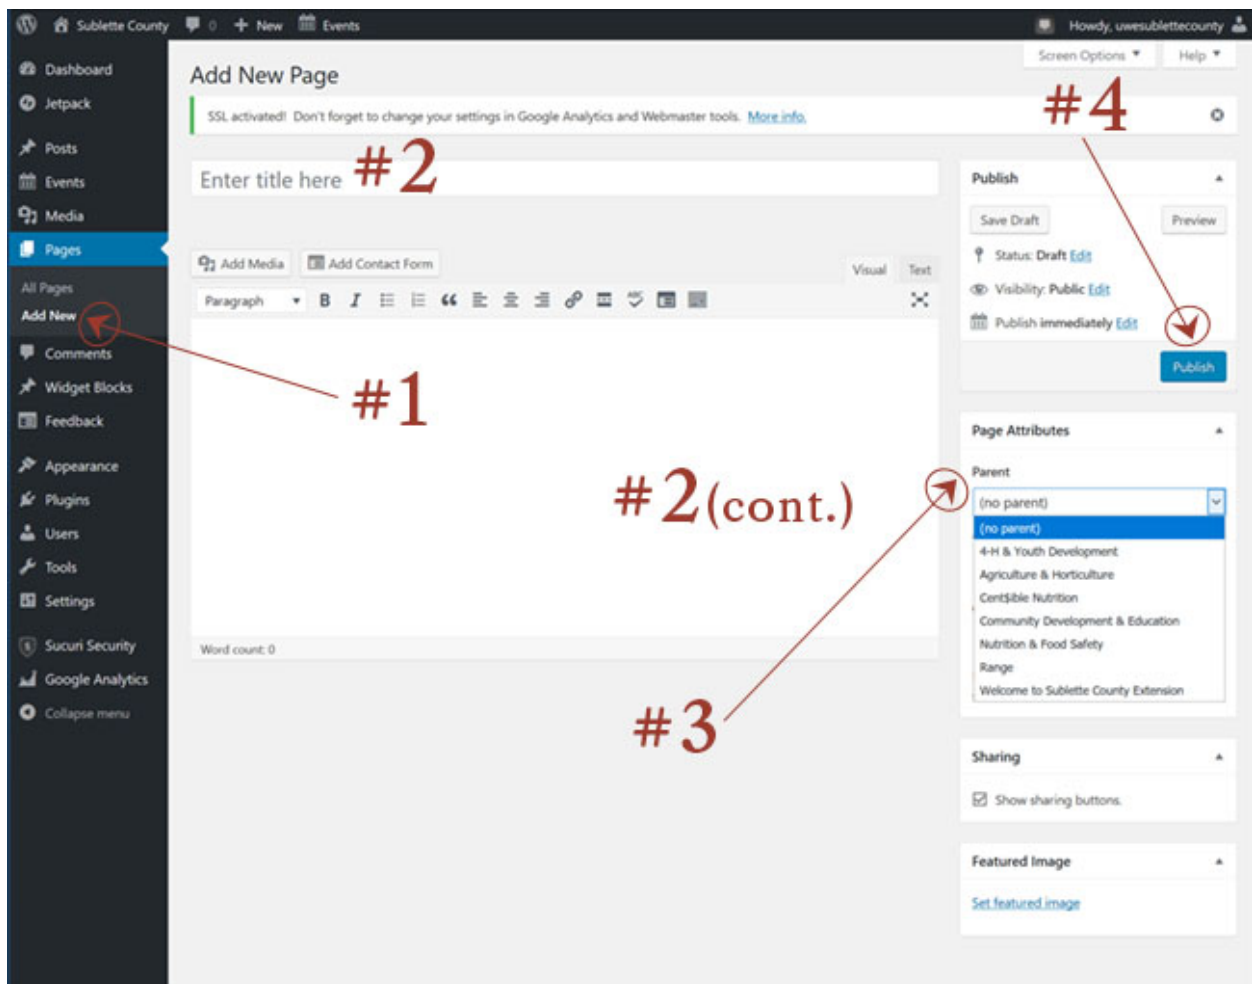 Sublette County 0 New Events Howdy, uwesublettecounty
Screen Options Help
Dashboard
Jetpack
Posts
Events
Media
Pages
All Pages
Add New
Comments
Widget Blocks
Feedback
Appearance
Plugins
Users
Tools
Settings
Sucuri Security
Google Analytics
Collapse menu
Add New Page
SSL activated! Don't forget to change your settings in Google Analytics and Webmaster tools. More info.
Enter title here #2
Add Media Add Contact Form
Visual Text
Paragraph B I ABC
#1
#2(cont.)
#3
Word count: 0
#4
Publish
Save Draft Preview
Status: Draft Edit
Visibility: Public Edit
Publish immediately Edit
Publish
Page Attributes
Parent
(no parent)
(no parent)
4-H & Youth Development
Agriculture & Horticulture
Cent$ible Nutrition
Community Development & Education
Nutrition & Food Safety
Range
Welcome to Sublette County Extension
Sharing
Show sharing buttons.
Featured Image
Set featured image